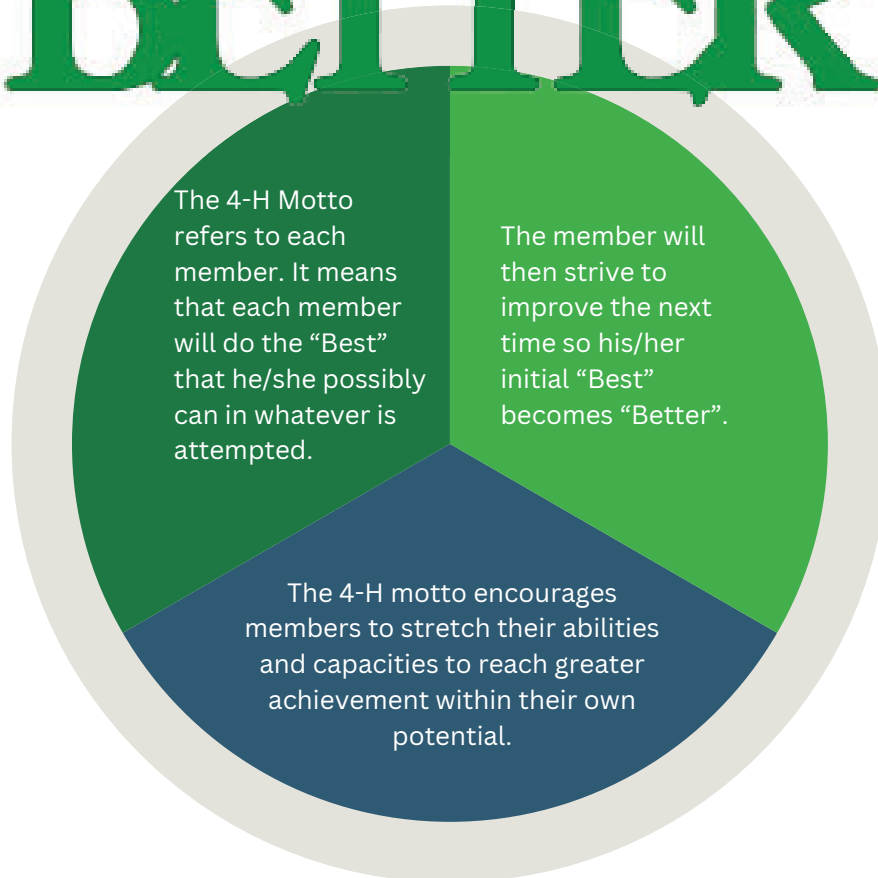 BETTER
The 4-H Motto
refers to each
member. It means
that each member
will do the “Best”
that he/she possibly
can in whatever is
attempted.
The member will
then strive to
improve the next
time so his/her
initial “Best”
becomes “Better”.
The 4-H motto encourages
members to stretch their abilities
and capacities to reach greater
achievement within their own
potential.